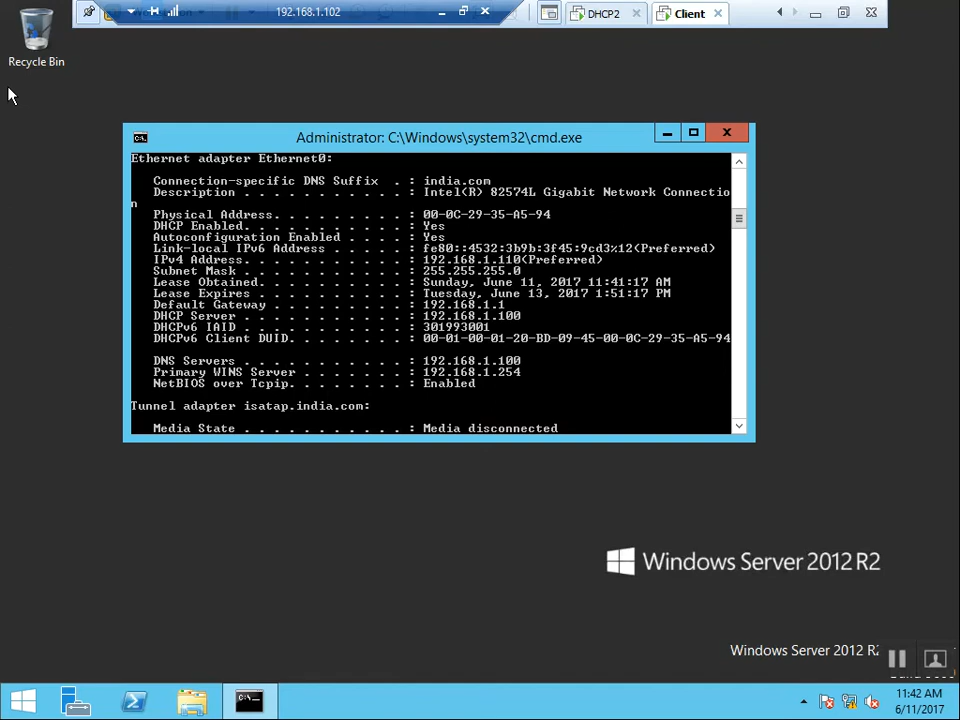 192.168.1.102
DHCP2
Client
Recycle Bin
Administrator: C:\Windows\system32\cmd.exe
Ethernet adapter Ethernet0:
Connection-specific DNS Suffix  . : india.com
Description . . . . . . . . . . . : Intel(R) 82574L Gigabit Network Connectio
n
Physical Address. . . . . . . . . : 00-0C-29-35-A5-94
DHCP Enabled. . . . . . . . . . . : Yes
Autoconfiguration Enabled . . . . : Yes
Link-local IPv6 Address . . . . . : fe80::4532:3b9b:3f45:9cd3%12(Preferred)
IPv4 Address. . . . . . . . . . . : 192.168.1.110(Preferred)
Subnet Mask . . . . . . . . . . . : 255.255.255.0
Lease Obtained. . . . . . . . . . : Sunday, June 11, 2017 11:41:17 AM
Lease Expires . . . . . . . . . . : Tuesday, June 13, 2017 1:51:17 PM
Default Gateway . . . . . . . . . : 192.168.1.1
DHCP Server . . . . . . . . . . . : 192.168.1.100
DHCPv6 IAID . . . . . . . . . . . : 301993001
DHCPv6 Client DUID. . . . . . . . : 00-01-00-01-20-BD-09-45-00-0C-29-35-A5-94
DNS Servers . . . . . . . . . . . : 192.168.1.100
Primary WINS Server . . . . . . . : 192.168.1.254
NetBIOS over Tcpip. . . . . . . . : Enabled
Tunnel adapter isatap.india.com:
Media State . . . . . . . . . . . : Media disconnected
Windows Server 2012 R2
Windows Server 2012 R2
11:42 AM
6/11/2017